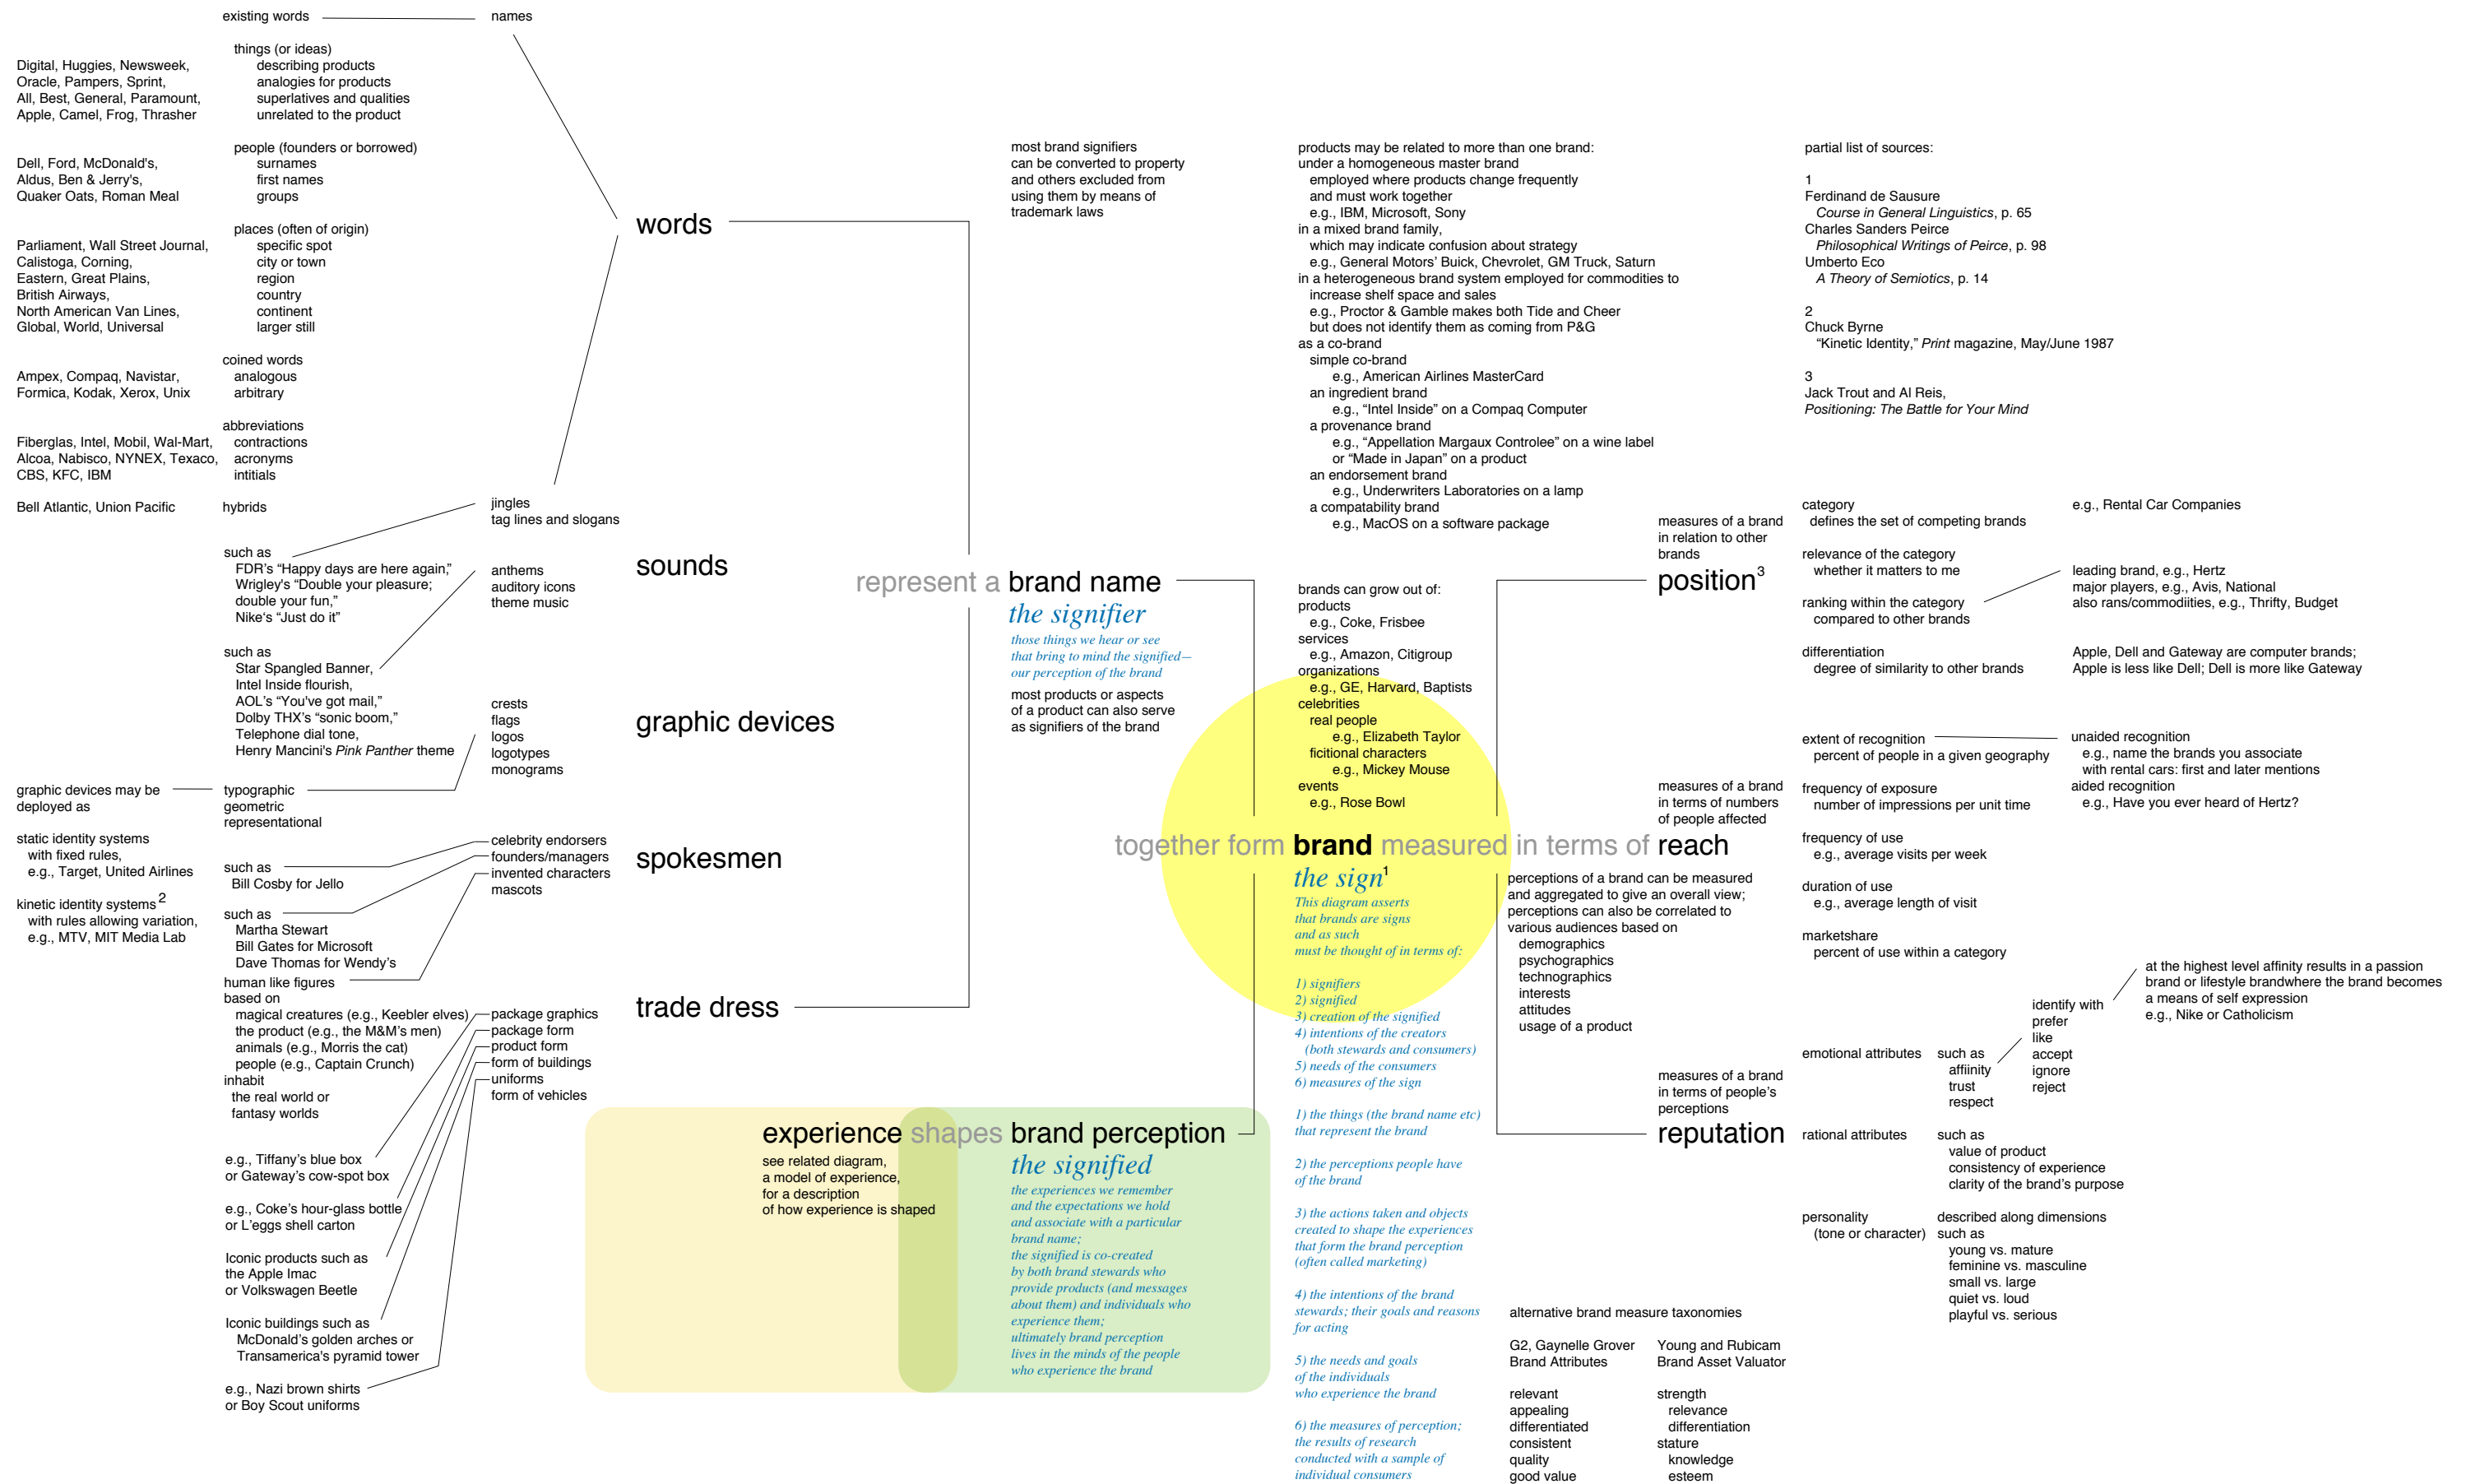 existing words
names
things (or ideas)
Digital, Huggies, Newsweek,
describing products
Oracle, Pampers, Sprint,
analogies for products
All, Best, General, Paramount,
superlatives and qualities
Apple, Camel, Frog, Thrasher
unrelated to the product
people (founders or borrowed)
Dell, Ford, McDonald's,
surnames
Aldus, Ben & Jerry's,
first names
Quaker Oats, Roman Meal
groups
places (often of origin)
Parliament, Wall Street Journal,
specific spot
Calistoga, Corning,
city or town
Eastern, Great Plains,
region
British Airways,
country
North American Van Lines,
continent
Global, World, Universal
larger still
coined words
Ampex, Compaq, Navistar,
analogous
Formica, Kodak, Xerox, Unix
arbitrary
abbreviations
Fiberglas, Intel, Mobil, Wal-Mart,
contractions
Alcoa, Nabisco, NYNEX, Texaco,
acronyms
CBS, KFC, IBM
intitials
Bell Atlantic, Union Pacific
hybrids
words
jingles
tag lines and slogans
such as
FDR's “Happy days are here again,”
Wrigley's “Double your pleasure;
double your fun,”
Nike‘s “Just do it”
sounds
anthems
auditory icons
theme music
such as
Star Spangled Banner,
Intel Inside flourish,
AOL's “You've got mail,”
Dolby THX's “sonic boom,”
Telephone dial tone,
Henry Mancini's Pink Panther theme
graphic devices
crests
flags
logos
logotypes
monograms
graphic devices may be
deployed as
typographic
geometric
representational
static identity systems
with fixed rules,
e.g., Target, United Airlines
kinetic identity systems 2
with rules allowing variation,
e.g., MTV, MIT Media Lab
spokesmen
celebrity endorsers
founders/managers
invented characters
mascots
such as
Bill Cosby for Jello
such as
Martha Stewart
Bill Gates for Microsoft
Dave Thomas for Wendy's
human like figures
based on
magical creatures (e.g., Keebler elves)
the product (e.g., the M&M's men)
animals (e.g., Morris the cat)
people (e.g., Captain Crunch)
inhabit
the real world or
fantasy worlds
trade dress
package graphics
package form
product form
form of buildings
uniforms
form of vehicles
e.g., Tiffany's blue box
or Gateway's cow-spot box
e.g., Coke's hour-glass bottle
or L'eggs shell carton
Iconic products such as
the Apple Imac
or Volkswagen Beetle
Iconic buildings such as
McDonald's golden arches or
Transamerica's pyramid tower
e.g., Nazi brown shirts
or Boy Scout uniforms
most brand signifiers
can be converted to property
and others excluded from
using them by means of
trademark laws
represent a brand name
the signifier
those things we hear or see
that bring to mind the signified—
our perception of the brand
most products or aspects
of a product can also serve
as signifiers of the brand
experience shapes brand perception
see related diagram,
a model of experience,
for a description
of how experience is shaped
the signified
the experiences we remember
and the expectations we hold
and associate with a particular
brand name;
the signified is co-created
by both brand stewards who
provide products (and messages
about them) and individuals who
experience them;
ultimately brand perception
lives in the minds of the people
who experience the brand
products may be related to more than one brand:
under a homogeneous master brand
employed where products change frequently
and must work together
e.g., IBM, Microsoft, Sony
in a mixed brand family,
which may indicate confusion about strategy
e.g., General Motors' Buick, Chevrolet, GM Truck, Saturn
in a heterogeneous brand system employed for commodities to
increase shelf space and sales
e.g., Proctor & Gamble makes both Tide and Cheer
but does not identify them as coming from P&G
as a co-brand
simple co-brand
e.g., American Airlines MasterCard
an ingredient brand
e.g., “Intel Inside” on a Compaq Computer
a provenance brand
e.g., “Appellation Margaux Controlee” on a wine label
or “Made in Japan” on a product
an endorsement brand
e.g., Underwriters Laboratories on a lamp
a compatability brand
e.g., MacOS on a software package
brands can grow out of:
products
e.g., Coke, Frisbee
services
e.g., Amazon, Citigroup
organizations
e.g., GE, Harvard, Baptists
celebrities
real people
e.g., Elizabeth Taylor
ficitional characters
e.g., Mickey Mouse
events
e.g., Rose Bowl
together form brand measured in terms of reach
the sign1
This diagram asserts
that brands are signs
and as such
must be thought of in terms of:
1) signifiers
2) signified
3) creation of the signified
4) intentions of the creators
(both stewards and consumers)
5) needs of the consumers
6) measures of the sign
1) the things (the brand name etc)
that represent the brand
2) the perceptions people have
of the brand
3) the actions taken and objects
created to shape the experiences
that form the brand perception
(often called marketing)
4) the intentions of the brand
stewards; their goals and reasons
for acting
5) the needs and goals
of the individuals
who experience the brand
6) the measures of perception;
the results of research
conducted with a sample of
individual consumers
partial list of sources:
1
Ferdinand de Sausure
Course in General Linguistics, p. 65
Charles Sanders Peirce
Philosophical Writings of Peirce, p. 98
Umberto Eco
A Theory of Semiotics, p. 14
2
Chuck Byrne
“Kinetic Identity,” Print magazine, May/June 1987
3
Jack Trout and Al Reis,
Positioning: The Battle for Your Mind
measures of a brand
in relation to other
brands
position3
category
defines the set of competing brands
e.g., Rental Car Companies
relevance of the category
whether it matters to me
ranking within the category
compared to other brands
leading brand, e.g., Hertz
major players, e.g., Avis, National
also rans/commodiities, e.g., Thrifty, Budget
differentiation
degree of similarity to other brands
Apple, Dell and Gateway are computer brands;
Apple is less like Dell; Dell is more like Gateway
measures of a brand
in terms of numbers
of people affected
extent of recognition
percent of people in a given geography
unaided recognition
e.g., name the brands you associate
with rental cars: first and later mentions
aided recognition
e.g., Have you ever heard of Hertz?
frequency of exposure
number of impressions per unit time
frequency of use
e.g., average visits per week
duration of use
e.g., average length of visit
marketshare
percent of use within a category
perceptions of a brand can be measured
and aggregated to give an overall view;
perceptions can also be correlated to
various audiences based on
demographics
psychographics
technographics
interests
attitudes
usage of a product
measures of a brand
in terms of people's
perceptions
reputation
emotional attributes
such as
affiinity
trust
respect
identify with
prefer
like
accept
ignore
reject
at the highest level affinity results in a passion
brand or lifestyle brandwhere the brand becomes
a means of self expression
e.g., Nike or Catholicism
rational attributes
such as
value of product
consistency of experience
clarity of the brand's purpose
personality
(tone or character)
described along dimensions
such as
young vs. mature
feminine vs. masculine
small vs. large
quiet vs. loud
playful vs. serious
alternative brand measure taxonomies
G2, Gaynelle Grover
Brand Attributes
relevant
appealing
differentiated
consistent
quality
good value
Young and Rubicam
Brand Asset Valuator
strength
relevance
differentiation
stature
knowledge
esteem